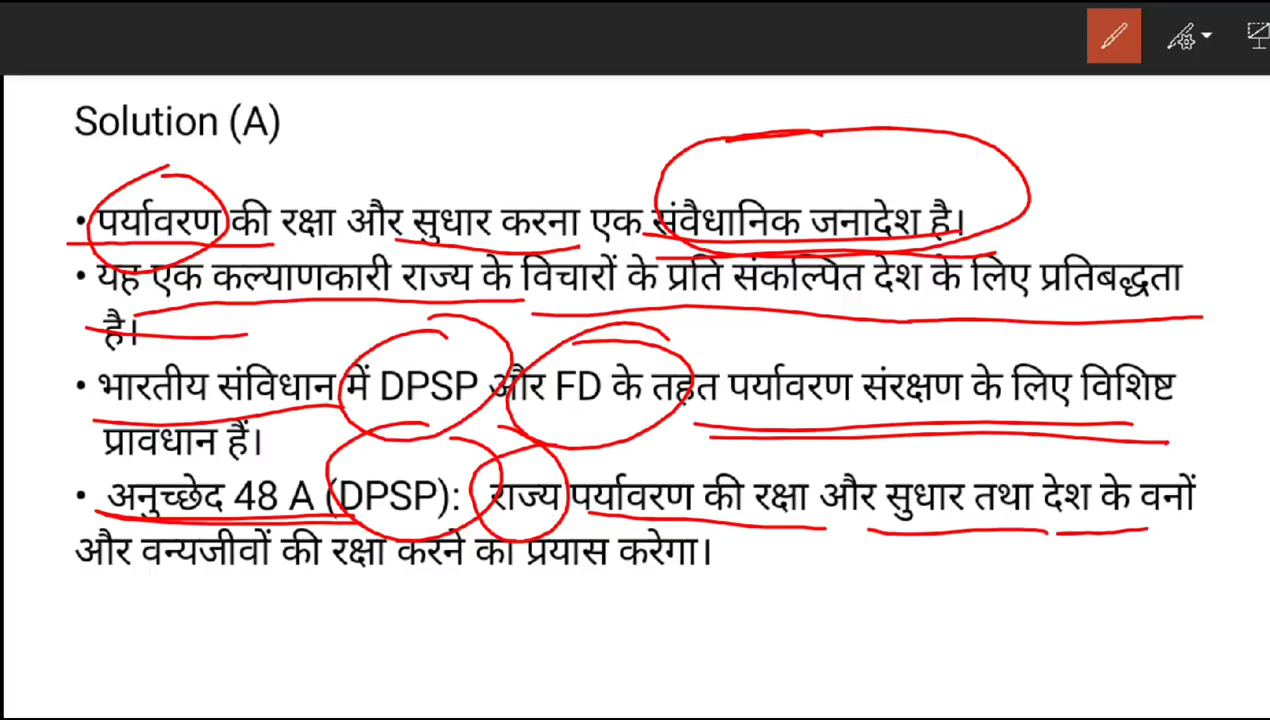 Solution (A)
• पर्यावरण की रक्षा और सुधार करना एक संवैधानिक जनादेश है।
• यह एक कल्याणकारी राज्य के विचारों के प्रति संकल्पित देश के लिए प्रतिबद्धता
है।
• भारतीय संविधान में DPSP और FD के तहत पर्यावरण संरक्षण के लिए विशिष्ट
प्रावधान हैं।
• अनुच्छेद 48 A (DPSP): राज्य पर्यावरण की रक्षा और सुधार तथा देश के वनों
और वन्यजीवों की रक्षा करने का प्रयास करेगा।